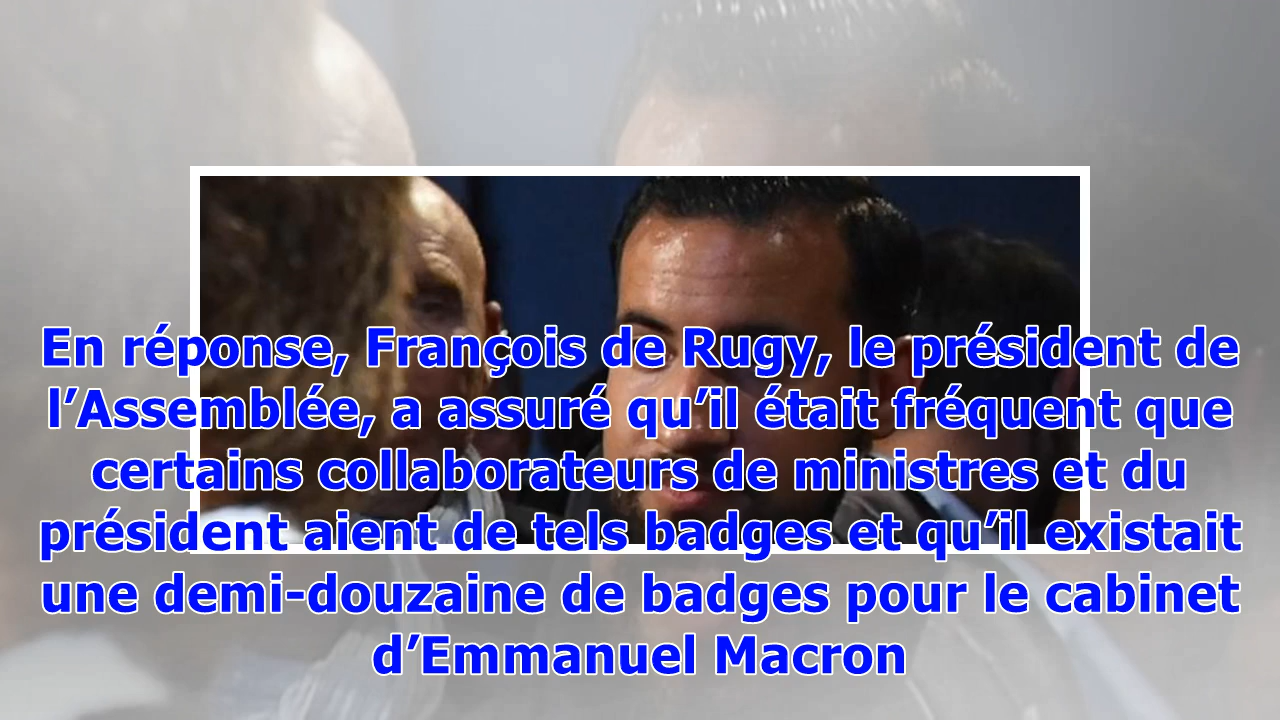 En réponse, François de Rugy, le président de
l’Assemblée, a assuré qu’il était fréquent que
certains collaborateurs de ministres et du
président aient de tels badges et qu’il existait
une demi-douzaine de badges pour le cabinet
d’Emmanuel Macron